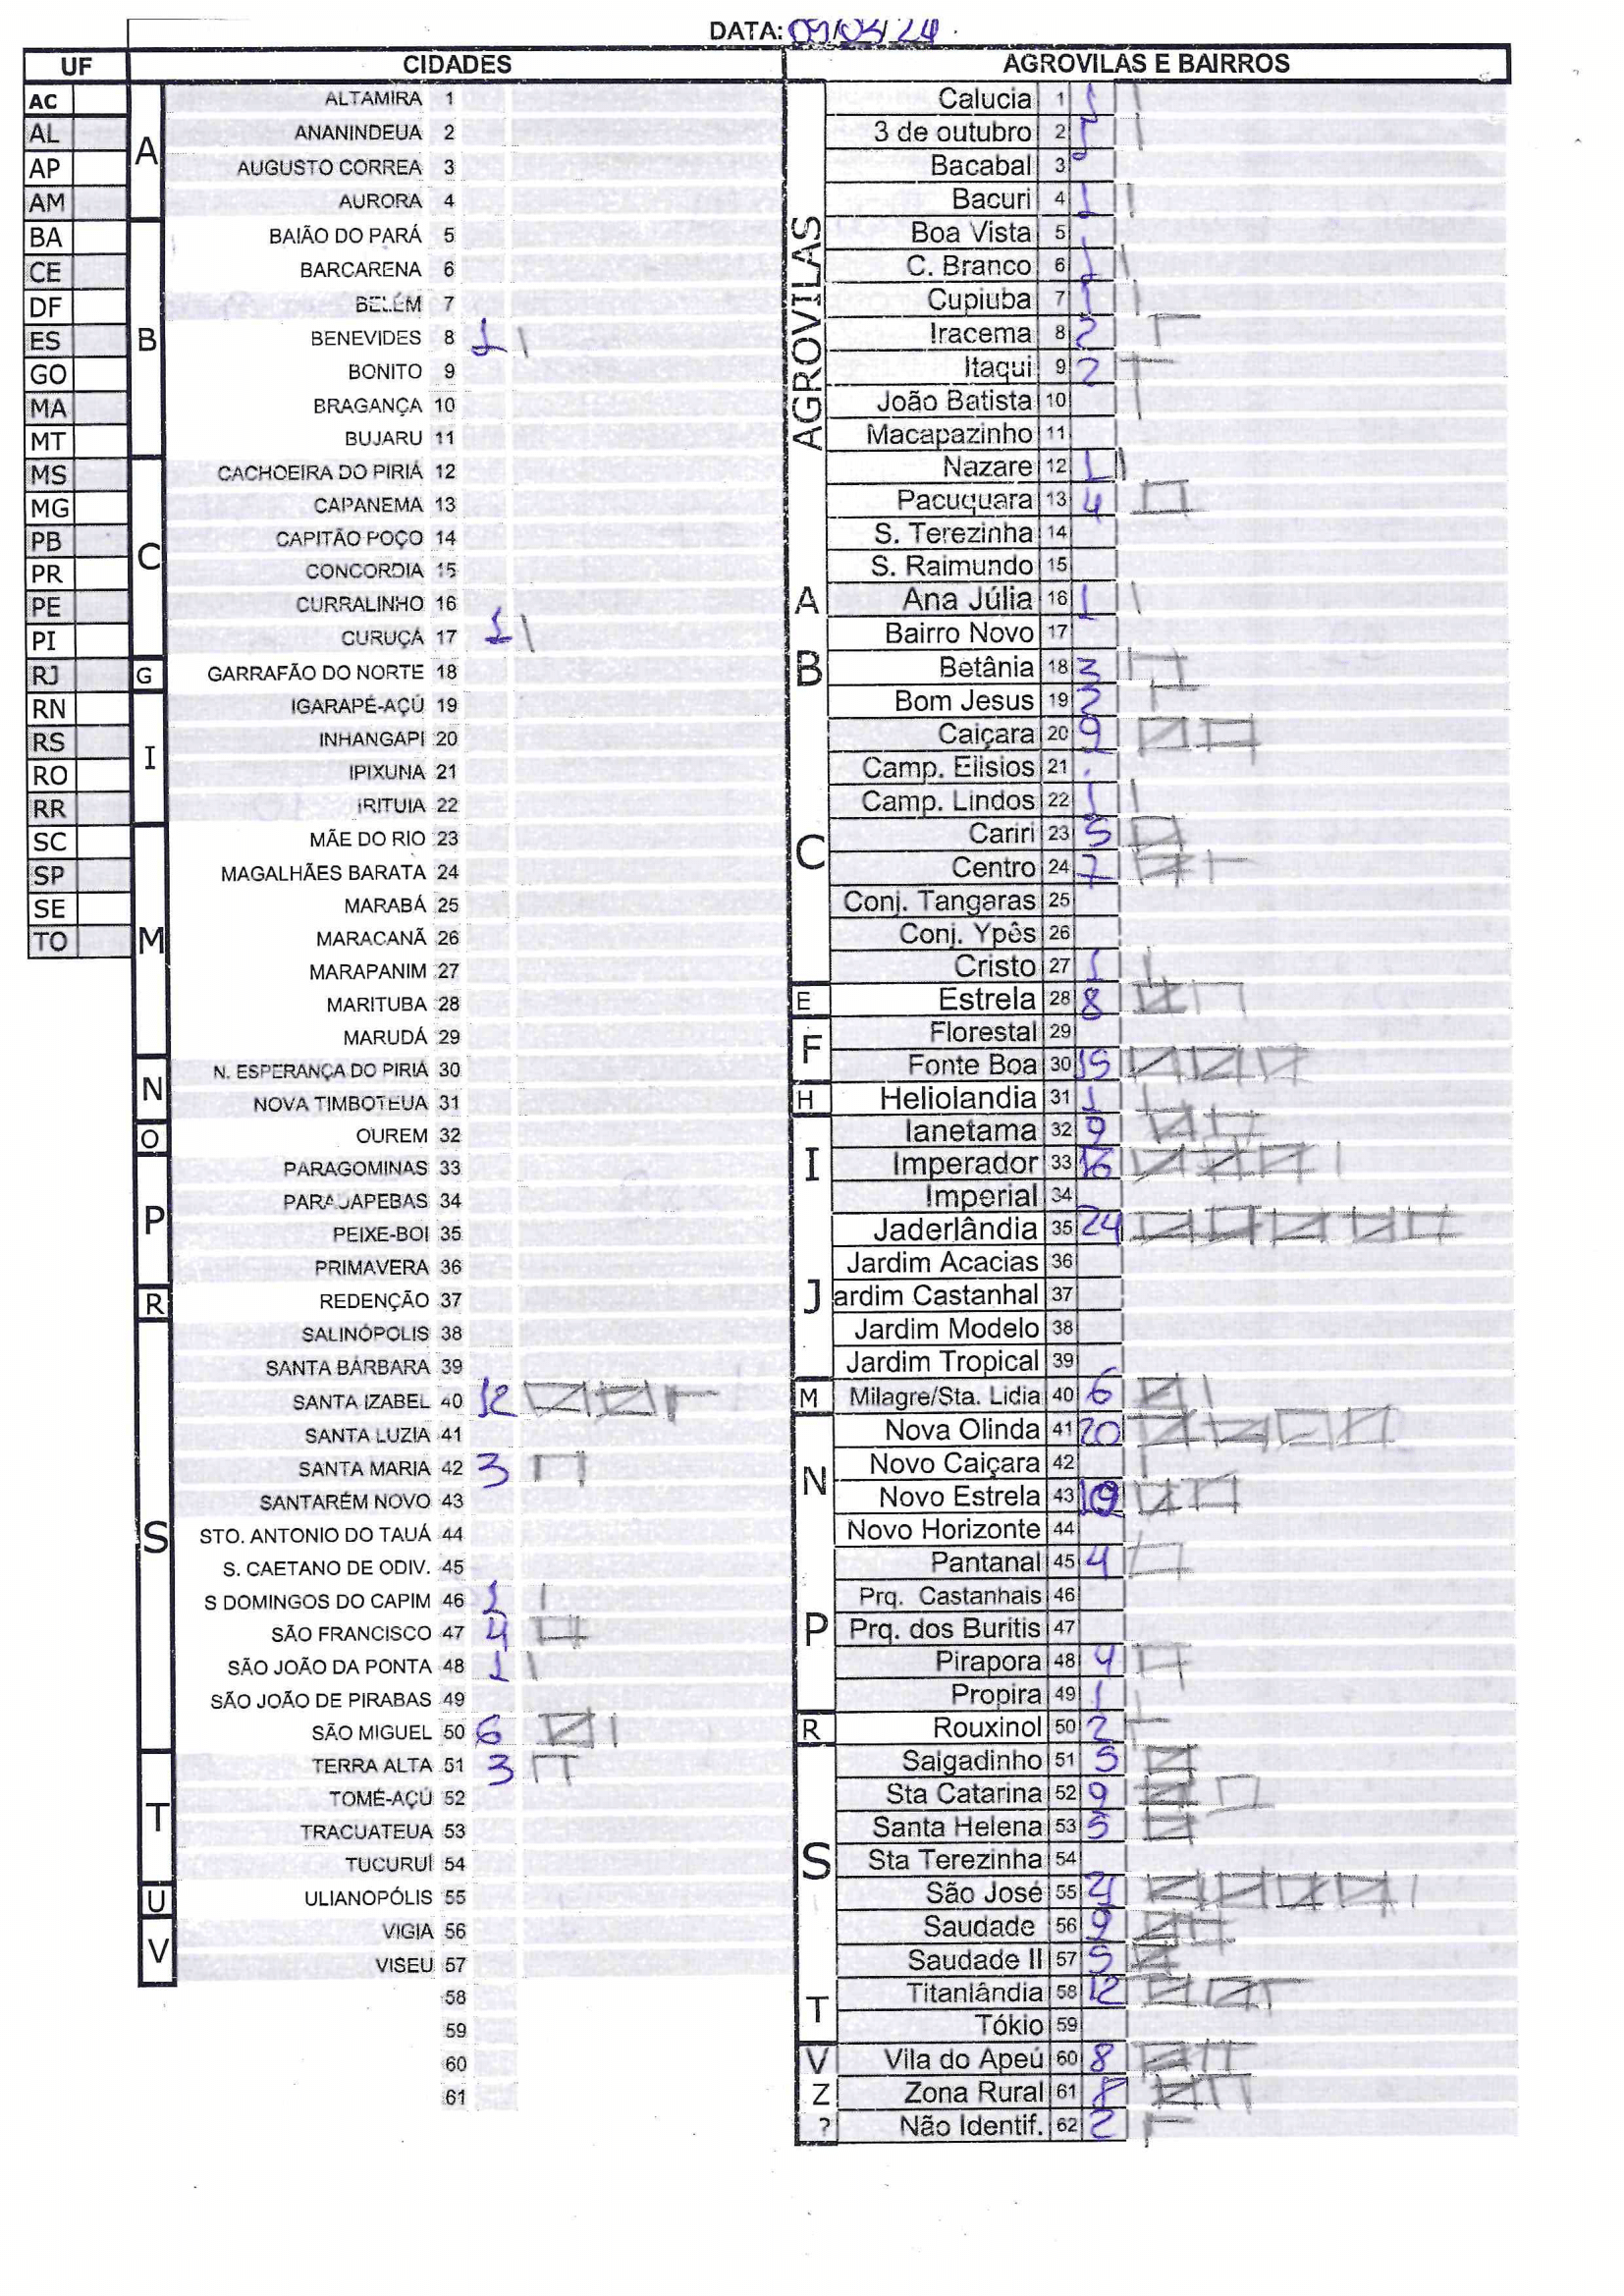 DATA: 09/03/24
UF CIDADES AGROVILAS E BAIRROS
AC
AL
AP
AM
BA
CE
DF
ES
GO
MA
MT
MS
MG
PB
PR
PE
PI
RJ
RN
RS
RO
RR
SC
SP
SE
TO
A
ALTAMIRA 1
ANANINDEUA 2
AUGUSTO CORREA 3
AURORA 4
B
BAIÃO DO PARÁ 5
BARCARENA 6
BELÉM 7
BENEVIDES 8 1
BONITO 9
BRAGANÇA 10
BUJARU 11
C
CACHOEIRA DO PIRIÁ 12
CAPANEMA 13
CAPITÃO POÇO 14
CONCORDIA 15
CURRALINHO 16
CURUÇÁ 17 1
G
GARRAFÃO DO NORTE 18
I
IGARAPÉ-AÇÚ 19
INHANGAPI 20
IPIXUNA 21
IRITUIA 22
M
MÃE DO RIO 23
MAGALHÃES BARATA 24
MARABÁ 25
MARACANÃ 26
MARAPANIM 27
MARITUBA 28
MARUDÁ 29
N
N. ESPERANÇA DO PIRIÁ 30
NOVA TIMBOTEUA 31
O
OUREM 32
P
PARAGOMINAS 33
PARAUAPEBAS 34
PEIXE-BOI 35
PRIMAVERA 36
R
REDENÇÃO 37
S
SALINÓPOLIS 38
SANTA BÁRBARA 39
SANTA IZABEL 40 12
SANTA LUZIA 41
SANTA MARIA 42 3
SANTARÉM NOVO 43
STO. ANTONIO DO TAUÁ 44
S. CAETANO DE ODIV. 45
S DOMINGOS DO CAPIM 46 1
SÃO FRANCISCO 47 4
SÃO JOÃO DA PONTA 48 1
SÃO JOÃO DE PIRABAS 49
SÃO MIGUEL 50 6
T
TERRA ALTA 51 3
TOMÉ-AÇÚ 52
TRACUATEUA 53
TUCURUÍ 54
U
ULIANOPÓLIS 55
V
VIGIA 56
VISEU 57
58
59
60
61
AGROVILAS
Calucia 1 1
3 de outubro 2 1
Bacabal 3
Bacuri 4 1
Boa Vista 5
C. Branco 6 1
Cupiuba 7 1
Iracema 8 2
Itaqui 9 2
João Batista 10
Macapazinho 11
Nazare 12 1
Pacuquara 13 4
S. Terezinha 14
S. Raimundo 15
A
Ana Júlia 16 1
Bairro Novo 17
B
Betânia 18 3
Bom Jesus 19 2
Caiçara 20 9
Camp. Elisios 21
Camp. Lindos 22 1
C
Cariri 23 5
Centro 24 7
Conj. Tangaras 25
Conj. Ypês 26
Cristo 27 1
E
Estrela 28 8
F
Florestal 29
Fonte Boa 30 15
H
Heliolandia 31 1
I
Ianetama 32 9
Imperador 33 16
Imperial 34
Jaderlândia 35 24
Jardim Acacias 36
J
ardim Castanhal 37
Jardim Modelo 38
Jardim Tropical 39
M
Milagre/Sta. Lidia 40 6
Nova Olinda 41 20
N
Novo Caiçara 42
Novo Estrela 43 10
Novo Horizonte 44
Pantanal 45 4
Prq. Castanhais 46
P
Prq. dos Buritis 47
Pirapora 48 4
Propira 49 1
R
Rouxinol 50 2
Salgadinho 51 5
Sta Catarina 52 9
Santa Helena 53 5
S
Sta Terezinha 54
São José 55 21
Saudade 56 9
Saudade II 57 5
Titanlândia 58 12
T
Tókio 59
V
Vila do Apeú 60 8
Z
Zona Rural 61 8
?
Não Identif. 62 2